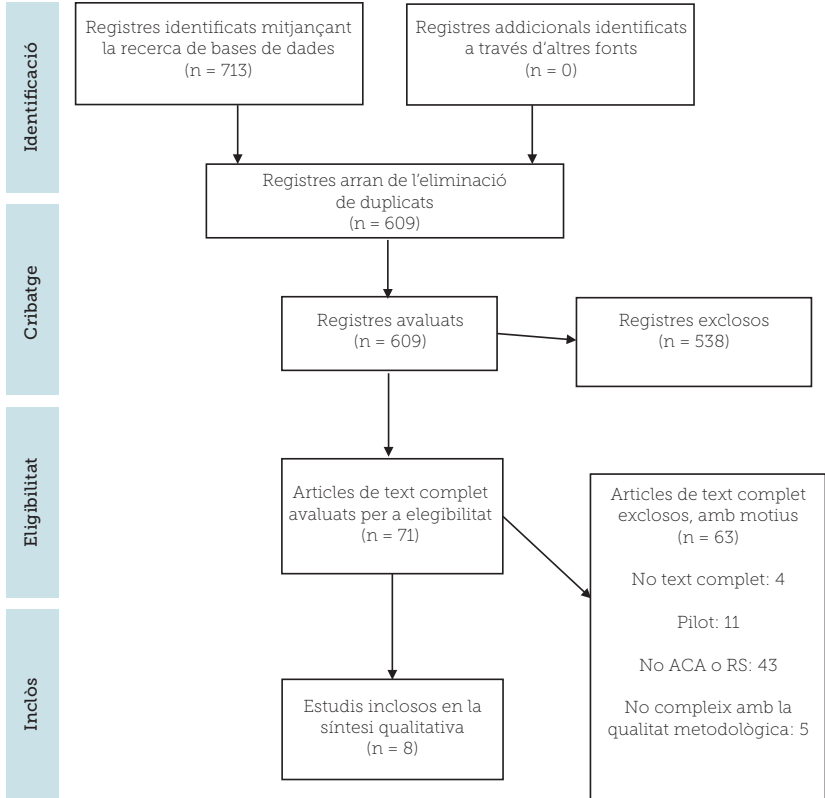 Identificació
Registres identificats mitjançant
la recerca de bases de dades
(n = 713)
Registres addicionals identificats
a través d'altres fonts
(n = 0)
Registres arran de l'eliminació
de duplicats
(n = 609)
Cribatge
Registres avaluats
(n = 609)
Registres exclosos
(n = 538)
Eligibilitat
Articles de text complet
avaluats per a elegibilitat
(n = 71)
Articles de text complet
exclosos, amb motius
(n = 63)
No text complet: 4
Pilot: 11
No ACA o RS: 43
No compleix amb la
qualitat metodològica: 5
Inclòs
Estudis inclosos en la
síntesi qualitativa
(n = 8)